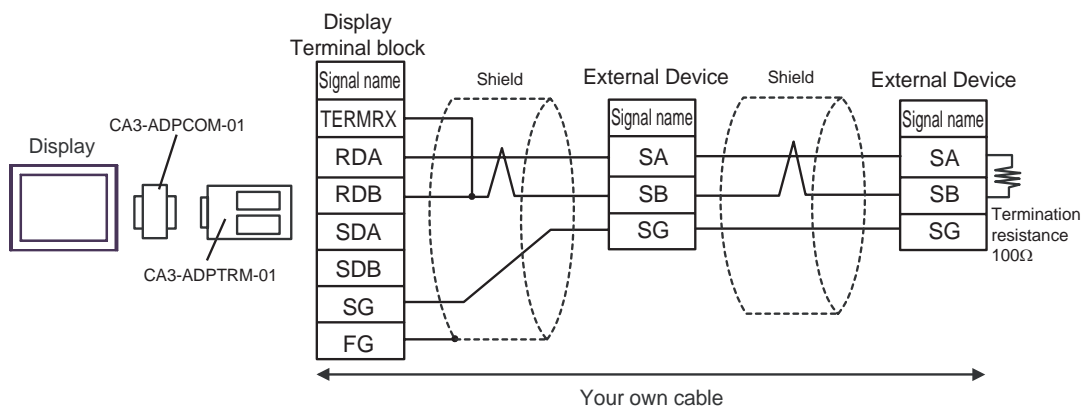 Display
Terminal block
Signal name
TERMRX
RDA
RDB
SDA
SDB
SG
FG
Display
CA3-ADPCOM-01
CA3-ADPTRM-01
Shield
External Device
Signal name
SA
SB
SG
Shield
External Device
Signal name
SA
SB
SG
Termination
resistance
100Ω
Your own cable